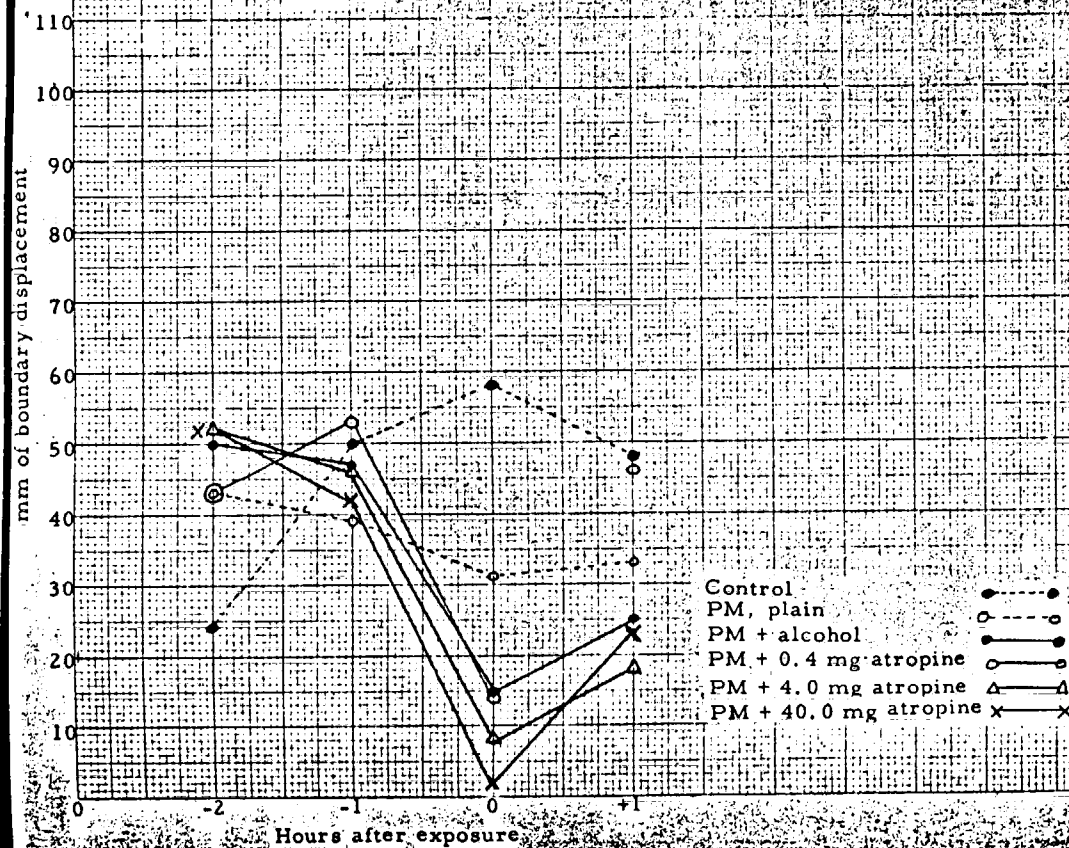 110
100
90
80
70
60
50
40
30
20
10
mm of boundary displacement
0 -2 -1 0 +1
Hours after exposure
Control
PM, plain
PM + alcohol
PM + 0.4 mg atropine
PM + 4.0 mg atropine
PM + 40.0 mg atropine